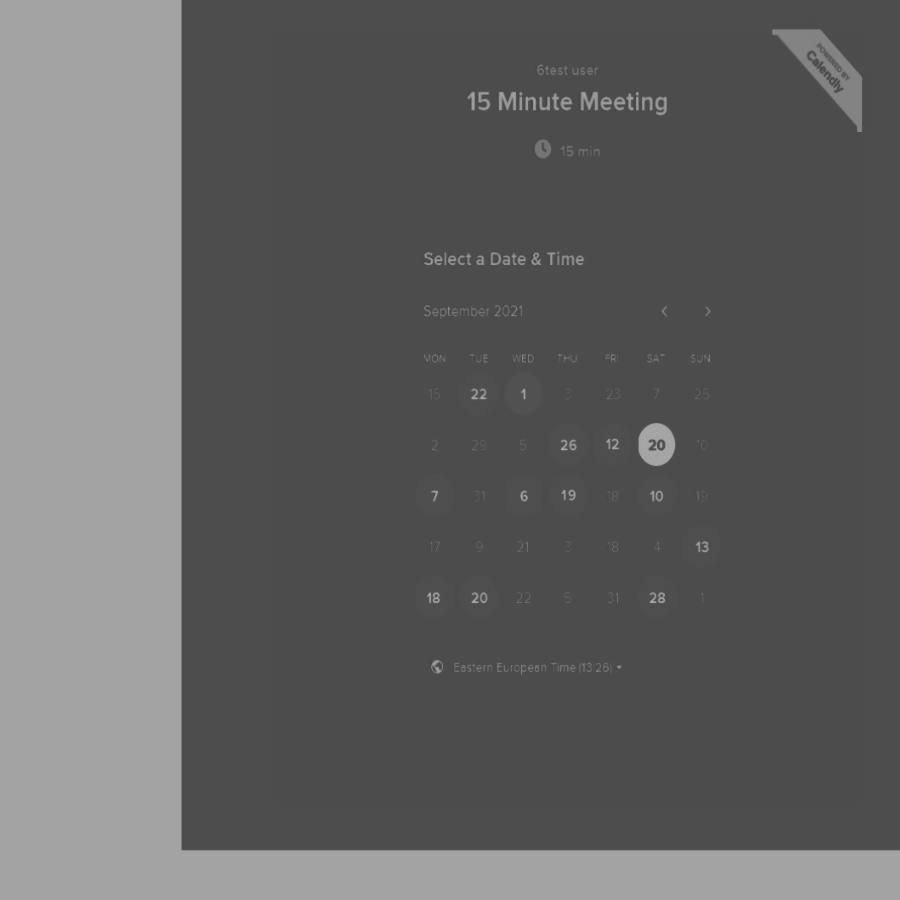 POWERED BY
Calendly
6test user
15 Minute Meeting
15 min
Select a Date & Time
September 2021
MON TUE WED THU FRI SAT SUN
15 22 1 3 23 7 25
2 29 5 26 12 20 10
7 31 6 19 18 10 19
17 9 21 3 18 4 13
18 20 22 5 31 28 1
Eastern European Time (13:26)